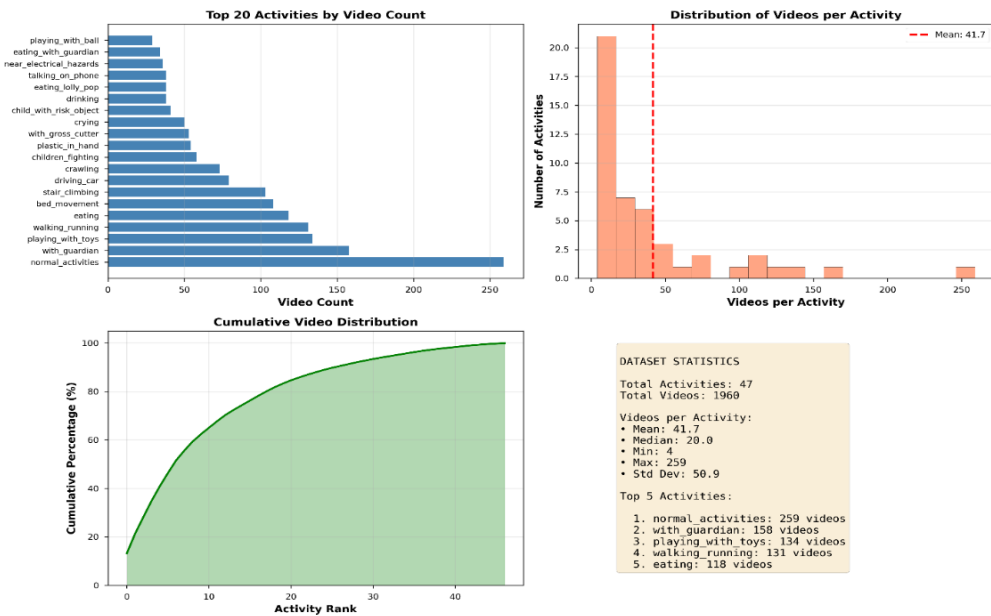 Top 20 Activities by Video Count
playing_with_ball
eating_with_guardian
near_electrical_hazards
talking_on_phone
eating_lolly_pop
drinking
child_with_risk_object
crying
with_gross_cutter
plastic_in_hand
children_fighting
crawling
driving_car
stair_climbing
bed_movement
eating
walking_running
playing_with_toys
with_guardian
normal_activities
0 50 100 150 200 250
Video Count
Distribution of Videos per Activity
Mean: 41.7
Number of Activities
20.0
17.5
15.0
12.5
10.0
7.5
5.0
2.5
0.0
0 50 100 150 200 250
Videos per Activity
Cumulative Video Distribution
Cumulative Percentage (%)
100
80
60
40
20
0
0 10 20 30 40
Activity Rank
DATASET STATISTICS
Total Activities: 47
Total Videos: 1960
Videos per Activity:
• Mean: 41.7
• Median: 20.0
• Min: 4
• Max: 259
• Std Dev: 50.9
Top 5 Activities:
1. normal_activities: 259 videos
2. with_guardian: 158 videos
3. playing_with_toys: 134 videos
4. walking_running: 131 videos
5. eating: 118 videos